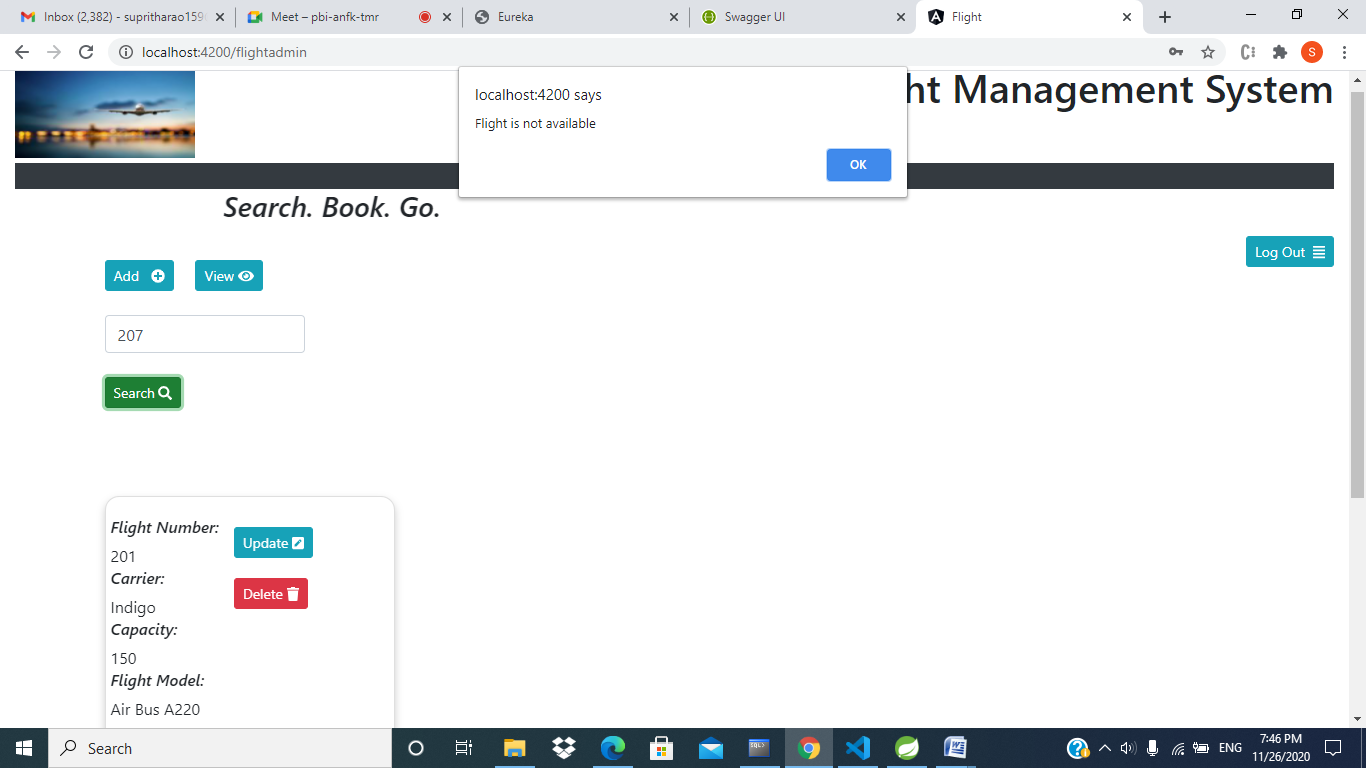 Inbox (2,382) - supritharao159
Meet – pbi-anfk-tmr
Eureka
Swagger UI
Flight
localhost:4200/flightadmin
S
ht Management System
localhost:4200 says
Flight is not available
OK
Search. Book. Go.
Log Out
Add
View
207
Search
Flight Number:
201
Update
Carrier:
Delete
Indigo
Capacity:
150
Flight Model:
Air Bus A220
Search
SQL>
ENG
7:46 PM
11/26/2020